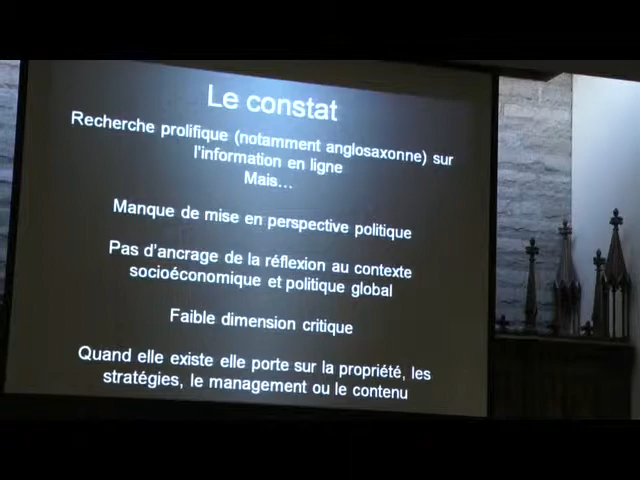 Le constat
Recherche prolifique (notamment anglosaxonne) sur
l'information en ligne
Mais...
Manque de mise en perspective politique
Pas d'ancrage de la réflexion au contexte
socioéconomique et politique global
Faible dimension critique
Quand elle existe elle porte sur la propriété, les
stratégies, le management ou le contenu